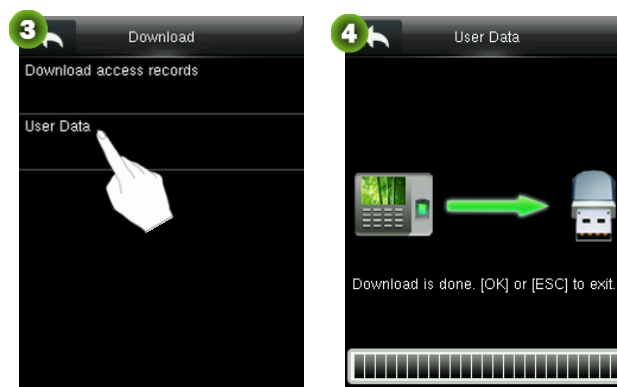 3
Download
Download access records
User Data
4
User Data
Download is done. [OK] or [ESC] to exit.